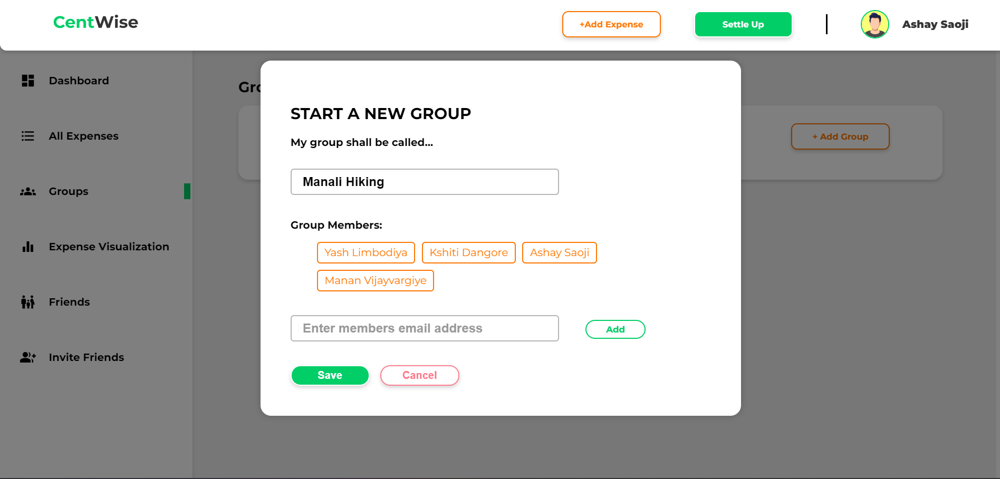 CentWise
+Add Expense
Settle Up
Ashay Saoji
Dashboard
All Expenses
Groups
Expense Visualization
Friends
Invite Friends
+ Add Group
START A NEW GROUP
My group shall be called...
Manali Hiking
Group Members:
Yash Limbodiya Kshiti Dangore Ashay Saoji
Manan Vijayvargiye
Enter members email address
Add
Save Cancel